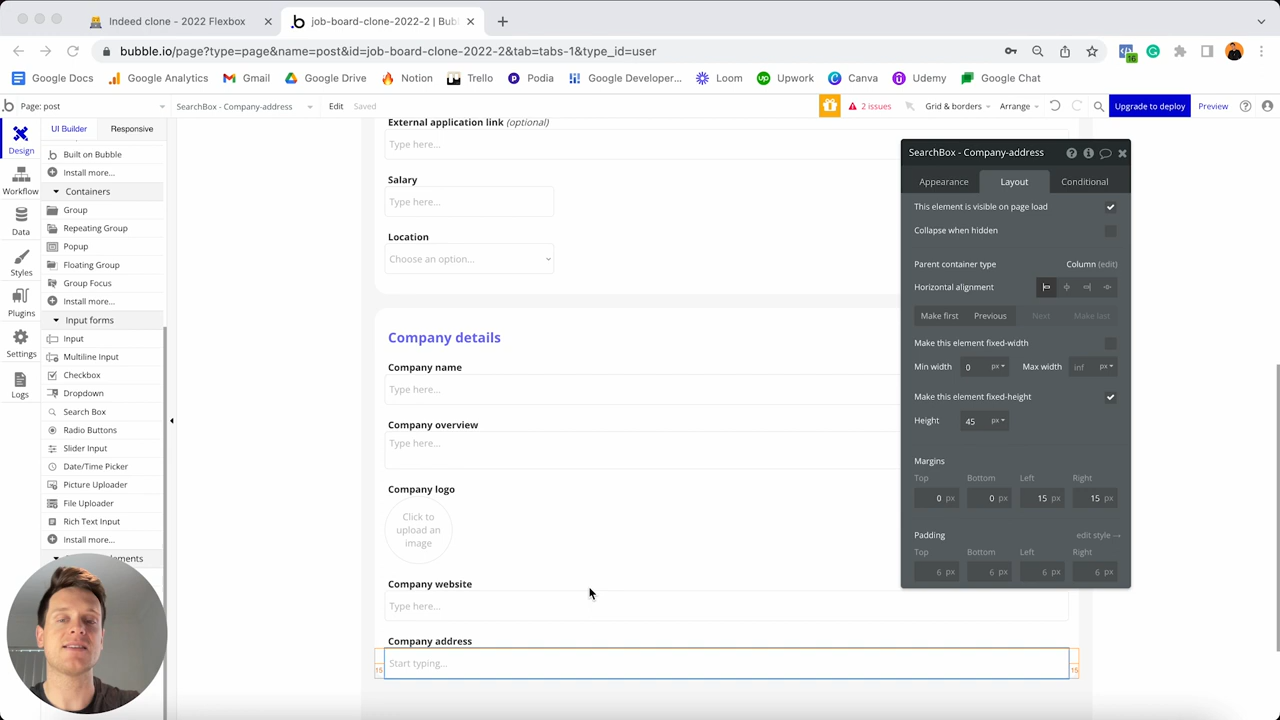 Indeed clone - 2022 Flexbox
job-board-clone-2022-2 | Bub
bubble.io/page?type=page&name=post&id=job-board-clone-2022-2&tab=tabs-1&type_id=user
16
Google Docs
Google Analytics
Gmail
Google Drive
Notion
Trello
Podia
Google Developer...
Loom
Upwork
Canva
Udemy
Google Chat
Page: post
SearchBox - Company-address
Edit
Saved
2 issues
Grid & borders
Arrange
Upgrade to deploy
Preview
Design
Workflow
Data
Styles
Plugins
Settings
Logs
UI Builder
Responsive
Built on Bubble
Install more...
Containers
Group
Repeating Group
Popup
Floating Group
Group Focus
Install more...
Input forms
Input
Multiline Input
Checkbox
Dropdown
Search Box
Radio Buttons
Slider Input
Date/Time Picker
Picture Uploader
File Uploader
Rich Text Input
Install more...
External application link (optional)
Type here...
Salary
Type here...
Location
Choose an option...
Company details
Company name
Type here...
Company overview
Type here...
Company logo
Click to
upload an
image
Company website
Type here...
Company address
Start typing...
15
15
SearchBox - Company-address
Appearance
Layout
Conditional
This element is visible on page load
Collapse when hidden
Parent container type Column (edit)
Horizontal alignment
Make first Previous Next Make last
Make this element fixed-width
Min width 0 px Max width inf px
Make this element fixed-height
Height 45 px
Margins
Top Bottom Left Right
0 px 0 px 15 px 15 px
Padding edit style →
Top Bottom Left Right
6 px 6 px 6 px 6 px